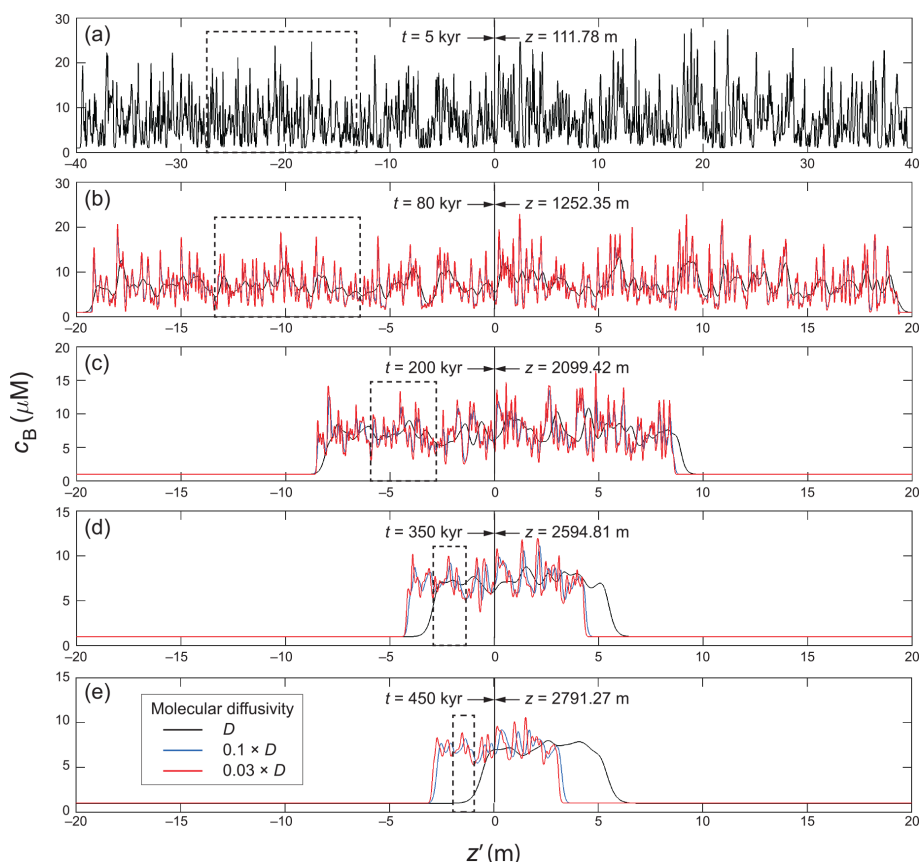 (a)
t = 5 kyr
z = 111.78 m
30
20
10
0
−40 −30 −20 −10 0 10 20 30 40
(b)
t = 80 kyr
z = 1252.35 m
30
20
10
0
−20 −15 −10 −5 0 5 10 15 20
(c)
t = 200 kyr
z = 2099.42 m
20
15
10
5
0
−20 −15 −10 −5 0 5 10 15 20
c_B (μM)
(d)
t = 350 kyr
z = 2594.81 m
15
10
5
0
−20 −15 −10 −5 0 5 10 15 20
(e)
t = 450 kyr
z = 2791.27 m
15
10
5
0
Molecular diffusivity
D
0.1 × D
0.03 × D
−20 −15 −10 −5 0 5 10 15 20
z′ (m)